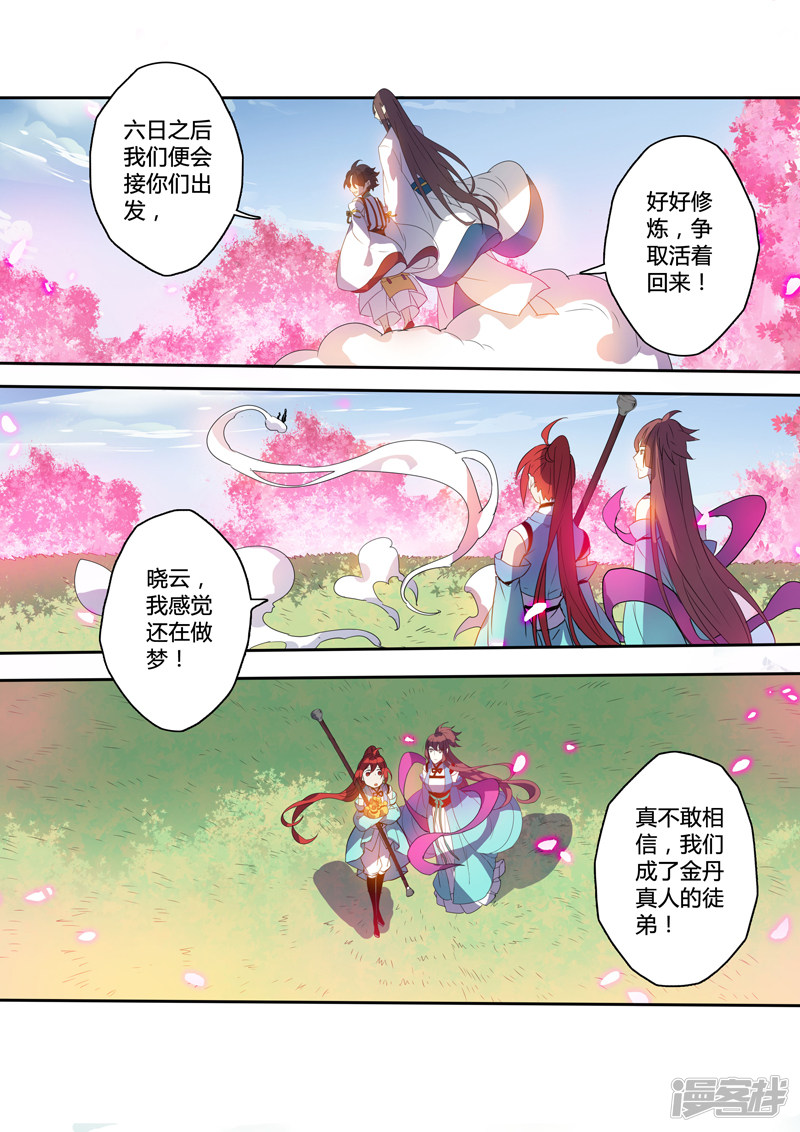 六日之后
我们便会
接你们出
发，
好好修
炼，争
取活着
回来！
晓云，
我感觉
还在做
梦！
真不敢相
信，我们
成了金丹
真人的徒
弟！
漫客栈